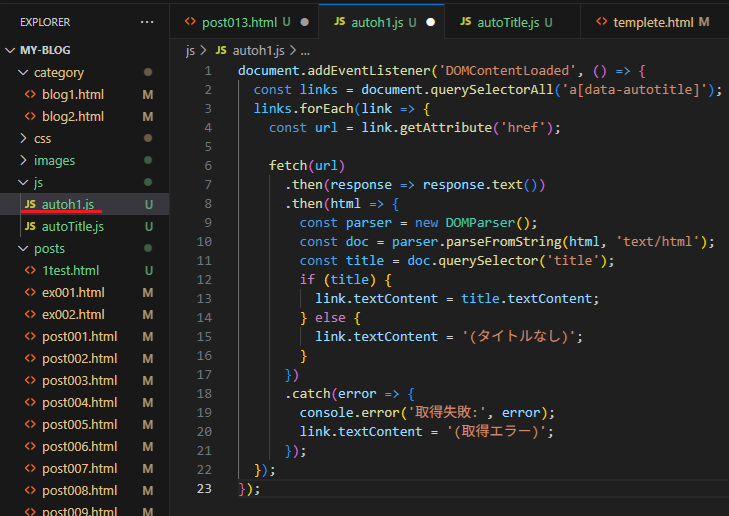 EXPLORER ...
MY-BLOG
category
blog1.html M
blog2.html M
css
images
js
JS autoh1.js U
JS autoTitle.js U
posts
1test.html U
ex001.html M
ex002.html M
post001.html M
post002.html M
post003.html M
post004.html M
post005.html M
post006.html M
post007.html M
post008.html M
post009.html M
post013.html U
JS autoh1.js U
JS autoTitle.js U
templete.html M
js > JS autoh1.js > ...
1 document.addEventListener('DOMContentLoaded', () => {
2 const links = document.querySelectorAll('a[data-autotitle]');
3 links.forEach(link => {
4 const url = link.getAttribute('href');
5
6 fetch(url)
7 .then(response => response.text())
8 .then(html => {
9 const parser = new DOMParser();
10 const doc = parser.parseFromString(html, 'text/html');
11 const title = doc.querySelector('title');
12 if (title) {
13 link.textContent = title.textContent;
14 } else {
15 link.textContent = '(タイトルなし)';
16 }
17 })
18 .catch(error => {
19 console.error('取得失敗:', error);
20 link.textContent = '(取得エラー)';
21 });
22 });
23 });